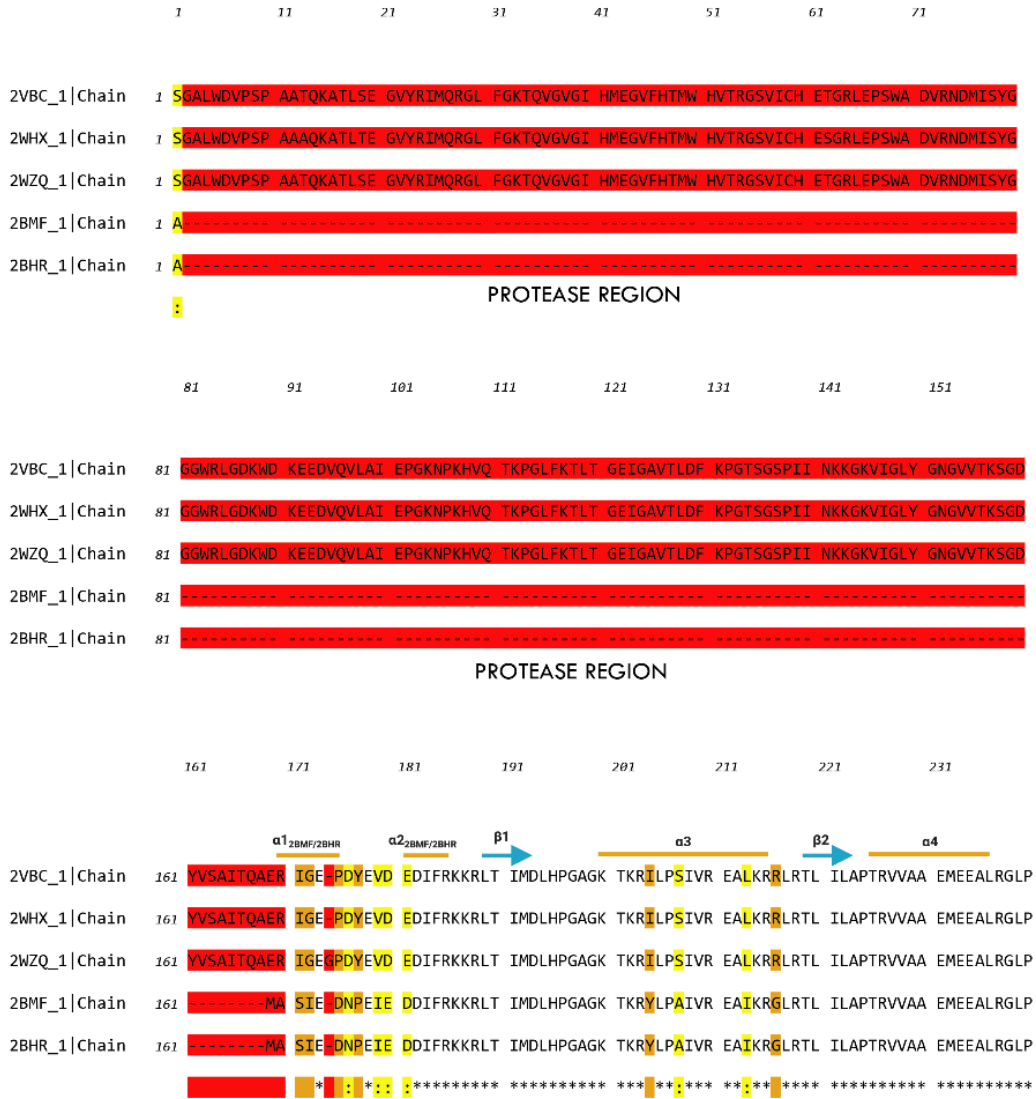 1 11 21 31 41 51 61 71
2VBC_1|Chain 1 SGALWDVPSP AATQKATLSE GVYRIMQRGL FGKTQVGVGI HMEGVFHTMW HVTRGSVICH ETGRLEPSWA DVRNDMISYG
2WHX_1|Chain 1 SGALWDVPSP AAAQKATLTE GVYRIMQRGL FGKTQVGVGI HMEGVFHTMW HVTRGSVICH ESGRLEPSWA DVRNDMISYG
2WZQ_1|Chain 1 SGALWDVPSP AATQKATLSE GVYRIMQRGL FGKTQVGVGI HMEGVFHTMW HVTRGSVICH ETGRLEPSWA DVRNDMISYG
2BMF_1|Chain 1 A--------- ---------- ---------- ---------- ---------- ---------- ---------- ----------
2BHR_1|Chain 1 A--------- ---------- ---------- ---------- ---------- ---------- ---------- ----------
:
PROTEASE REGION
81 91 101 111 121 131 141 151
2VBC_1|Chain 81 GGWRLGDKWD KEEDVQVLAI EPGKNPKHVQ TKPGLFKTLT GEIGAVTLDF KPGTSGSPII NKKGKVIGLY GNGVVTKSGD
2WHX_1|Chain 81 GGWRLGDKWD KEEDVQVLAI EPGKNPKHVQ TKPGLFKTLT GEIGAVTLDF KPGTSGSPII NKKGKVIGLY GNGVVTKSGD
2WZQ_1|Chain 81 GGWRLGDKWD KEEDVQVLAI EPGKNPKHVQ TKPGLFKTLT GEIGAVTLDF KPGTSGSPII NKKGKVIGLY GNGVVTKSGD
2BMF_1|Chain 81 ---------- ---------- ---------- ---------- ---------- ---------- ---------- ----------
2BHR_1|Chain 81 ---------- ---------- ---------- ---------- ---------- ---------- ---------- ----------
PROTEASE REGION
161 171 181 191 201 211 221 231
α1 2BMF/2BHR α2 2BMF/2BHR β1 α3 β2 α4
2VBC_1|Chain 161 YVSAITQAER IGE-PDYEVD EDIFRKKRLT IMDLHPGAGK TKRILPSIVR EALKRRLRTL ILAPTRVVAA EMEEALRGLP
2WHX_1|Chain 161 YVSAITQAER IGE-PDYEVD EDIFRKKRLT IMDLHPGAGK TKRILPSIVR EALKRRLRTL ILAPTRVVAA EMEEALRGLP
2WZQ_1|Chain 161 YVSAITQAER IGEGPDYEVD EDIFRKKRLT IMDLHPGAGK TKRILPSIVR EALKRRLRTL ILAPTRVVAA EMEEALRGLP
2BMF_1|Chain 161 --------MA SIE-DNPEIE DDIFRKKRLT IMDLHPGAGK TKRYLPAIVR EAIKRGLRTL ILAPTRVVAA EMEEALRGLP
2BHR_1|Chain 161 --------MA SIE-DNPEIE DDIFRKKRLT IMDLHPGAGK TKRYLPAIVR EAIKRGLRTL ILAPTRVVAA EMEEALRGLP
* : *:: :********* ********** *** **:*** **:** **** ********** **********